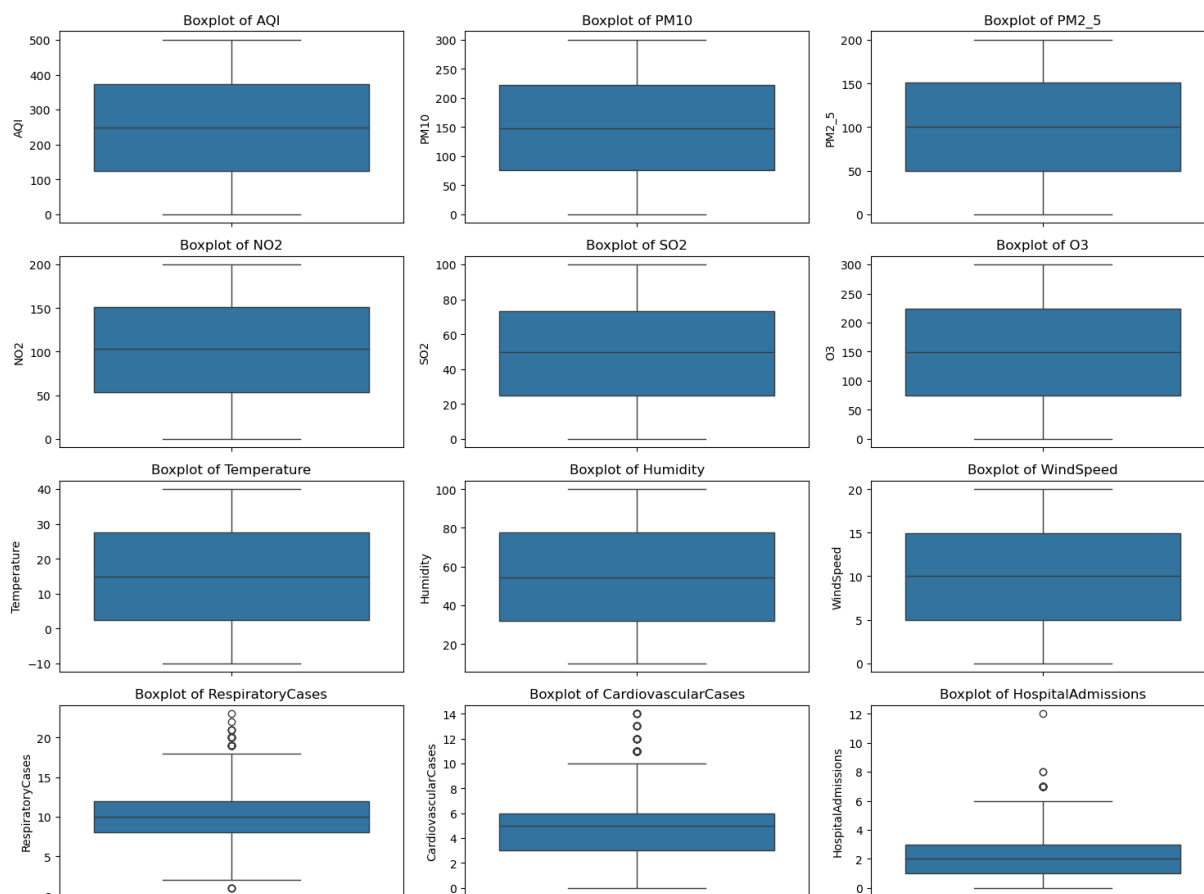 Boxplot of AQI
500
400
300
200
100
0
AQI
Boxplot of PM10
300
250
200
150
100
50
0
PM10
Boxplot of PM2_5
200
150
100
50
0
PM2_5
Boxplot of NO2
200
150
100
50
0
NO2
Boxplot of SO2
100
80
60
40
20
0
SO2
Boxplot of O3
300
250
200
150
100
50
0
O3
Boxplot of Temperature
40
30
20
10
0
−10
Temperature
Boxplot of Humidity
100
80
60
40
20
Humidity
Boxplot of WindSpeed
20
15
10
5
0
WindSpeed
Boxplot of RespiratoryCases
20
15
10
5
RespiratoryCases
Boxplot of CardiovascularCases
14
12
10
8
6
4
2
0
CardiovascularCases
Boxplot of HospitalAdmissions
12
10
8
6
4
2
0
HospitalAdmissions